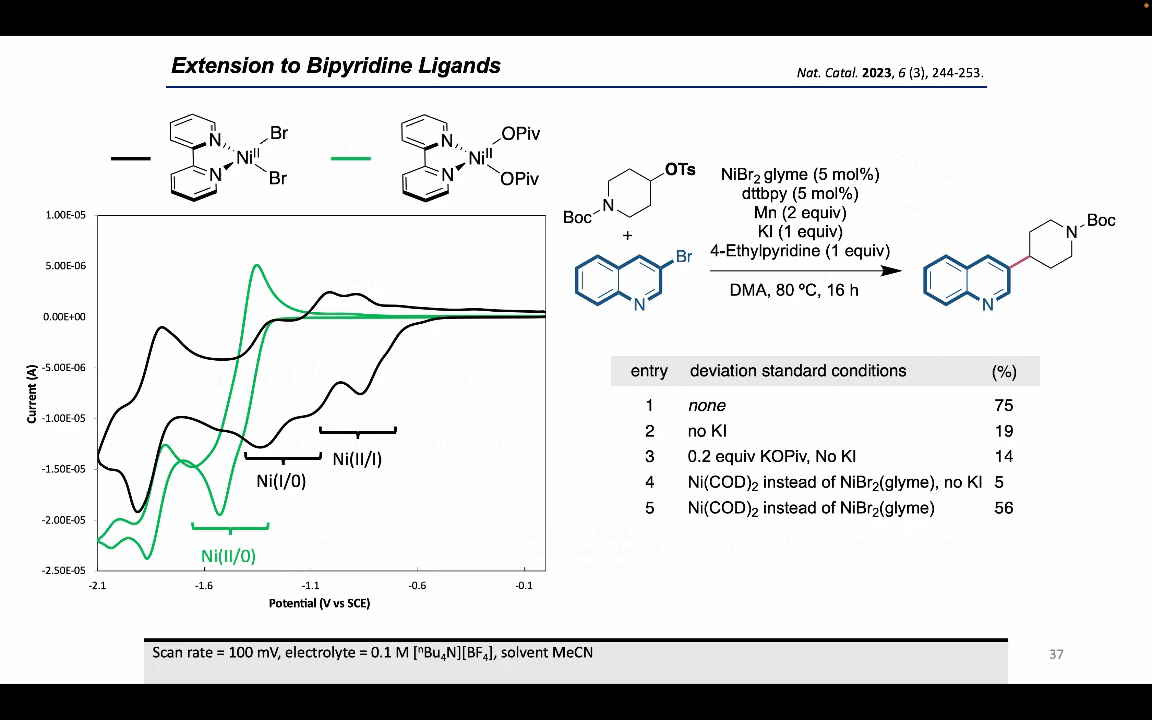 Extension to Bipyridine Ligands
Nat. Catal. 2023, 6 (3), 244-253.
N
N
Ni^II
Br
Br
N
N
Ni^II
OPiv
OPiv
OTs
N
Boc
+
Br
N
NiBr₂ glyme (5 mol%)
dttbpy (5 mol%)
Mn (2 equiv)
KI (1 equiv)
4-Ethylpyridine (1 equiv)
DMA, 80 ºC, 16 h
Boc
N
N
1.00E-05
5.00E-06
0.00E+00
-5.00E-06
-1.00E-05
-1.50E-05
-2.00E-05
-2.50E-05
Current (A)
Ni(II/I)
Ni(I/0)
Ni(II/0)
-2.1 -1.6 -1.1 -0.6 -0.1
Potential (V vs SCE)
entry deviation standard conditions (%)
1 none 75
2 no KI 19
3 0.2 equiv KOPiv, No KI 14
4 Ni(COD)₂ instead of NiBr₂(glyme), no KI 5
5 Ni(COD)₂ instead of NiBr₂(glyme) 56
Scan rate = 100 mV, electrolyte = 0.1 M [ⁿBu₄N][BF₄], solvent MeCN
37